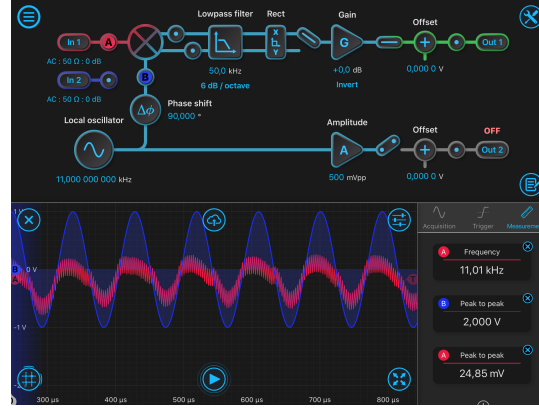 Lowpass filter Rect Gain Offset
In 1 A X Y G Out 1
AC : 50 Ω : 0 dB
50,0 kHz +0,0 dB 0,000 0 V
In 2 B 6 dB / octave Invert
AC : 50 Ω : 0 dB
Δϕ Phase shift
90,000 °
Local oscillator Amplitude Offset OFF
A Out 2
11,000 000 000 kHz 500 mVpp 0,000 0 V
1 V
Acquisition Trigger Measureme
A Frequency
11,01 kHz
B 0 V
B Peak to peak
2,000 V
-1 V
A Peak to peak
24,85 mV
300 µs 400 µs 500 µs 600 µs 700 µs 800 µs